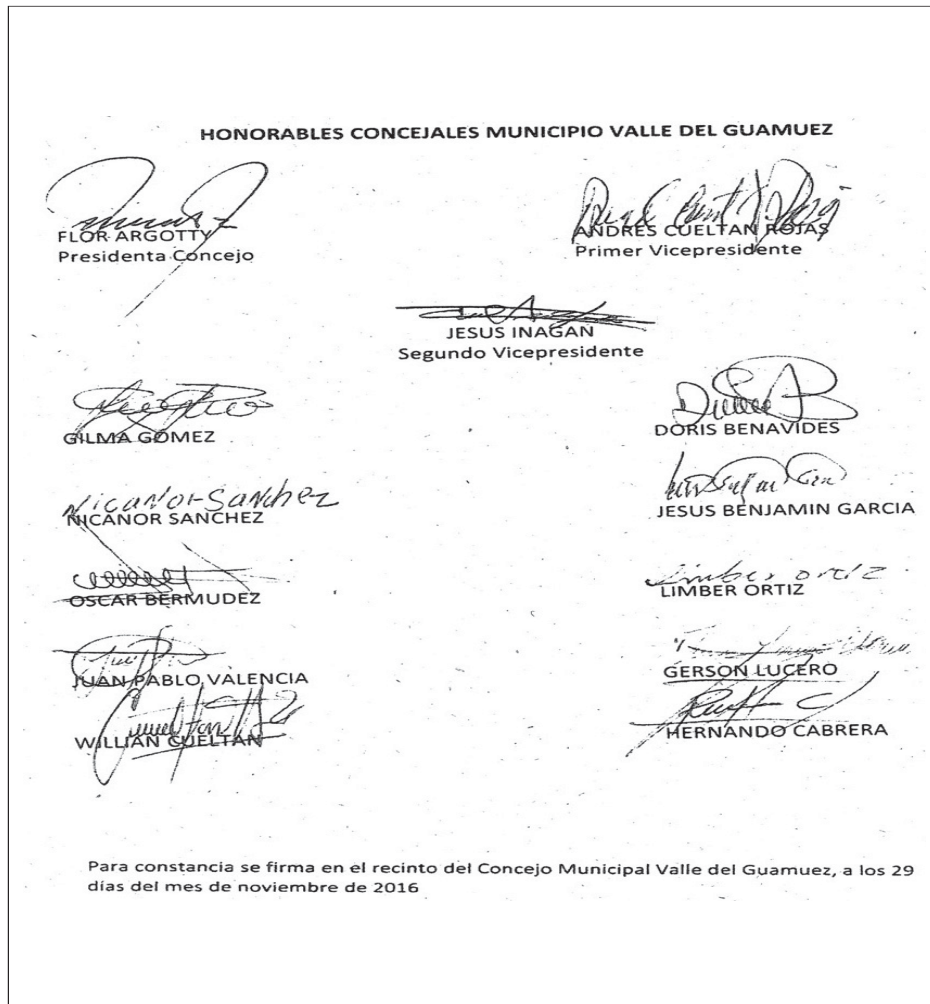 HONORABLES CONCEJALES MUNICIPIO VALLE DEL GUAMUEZ
FLOR ARGOTTY
Presidenta Concejo
ANDRES CUELTAN ROJAS
Primer Vicepresidente
JESUS INAGAN
Segundo Vicepresidente
GILMA GOMEZ
DORIS BENAVIDES
Nicanor Sanchez
NICANOR SANCHEZ
JESUS BENJAMIN GARCIA
OSCAR BERMUDEZ
Limber ortiz
LIMBER ORTIZ
JUAN PABLO VALENCIA
GERSON LUCERO
WILLIAN CUELTAN
HERNANDO CABRERA
Para constancia se firma en el recinto del Concejo Municipal Valle del Guamuez, a los 29
días del mes de noviembre de 2016